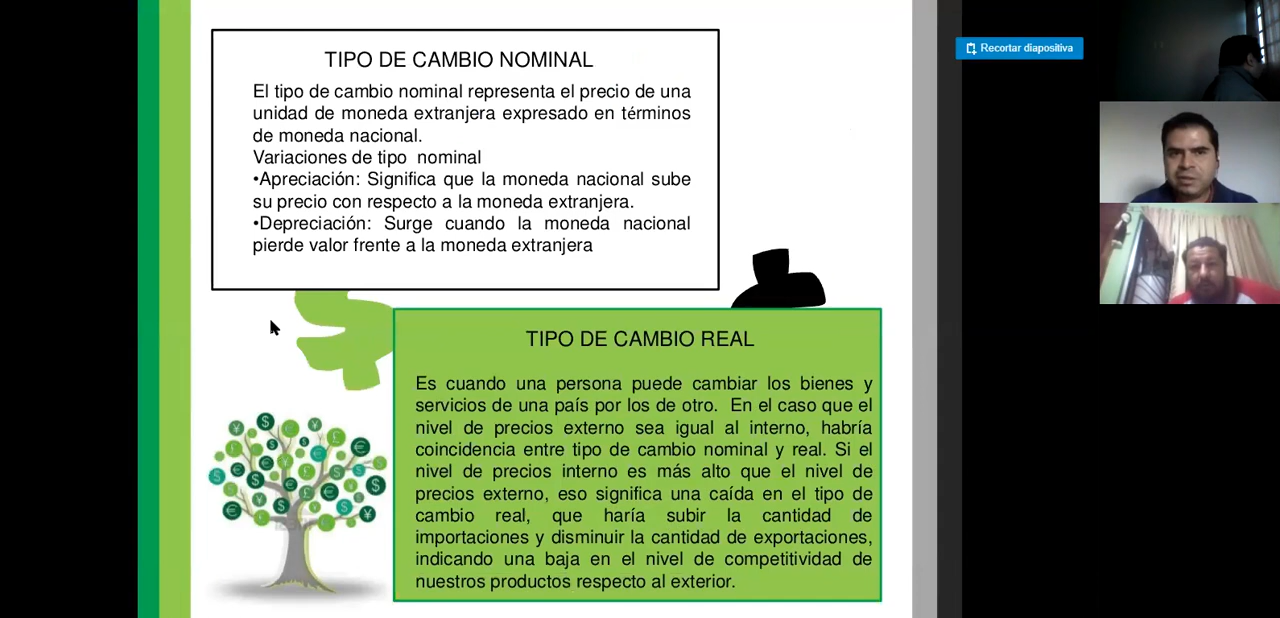 TIPO DE CAMBIO NOMINAL
El tipo de cambio nominal representa el precio de una
unidad de moneda extranjera expresado en términos
de moneda nacional.
Variaciones de tipo nominal
•Apreciación: Significa que la moneda nacional sube
su precio con respecto a la moneda extranjera.
•Depreciación: Surge cuando la moneda nacional
pierde valor frente a la moneda extranjera
TIPO DE CAMBIO REAL
Es cuando una persona puede cambiar los bienes y
servicios de una país por los de otro. En el caso que el
nivel de precios externo sea igual al interno, habría
coincidencia entre tipo de cambio nominal y real. Si el
nivel de precios interno es más alto que el nivel de
precios externo, eso significa una caída en el tipo de
cambio real, que haría subir la cantidad de
importaciones y disminuir la cantidad de exportaciones,
indicando una baja en el nivel de competitividad de
nuestros productos respecto al exterior.
Recortar diapositiva